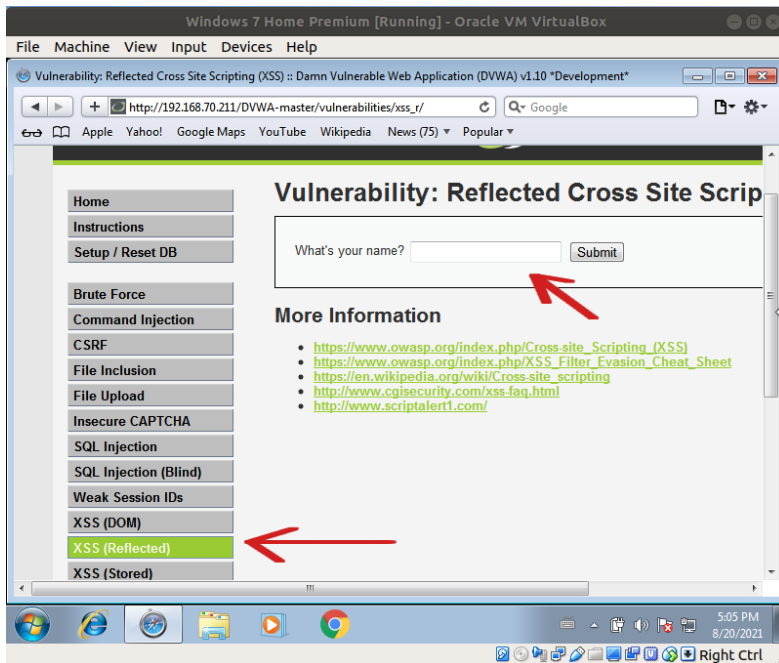 Windows 7 Home Premium [Running] - Oracle VM VirtualBox
File Machine View Input Devices Help
Vulnerability: Reflected Cross Site Scripting (XSS) :: Damn Vulnerable Web Application (DVWA) v1.10 *Development*
http://192.168.70.211/DVWA-master/vulnerabilities/xss_r/
Google
Apple Yahoo! Google Maps YouTube Wikipedia News (75) Popular
Home
Instructions
Setup / Reset DB
Brute Force
Command Injection
CSRF
File Inclusion
File Upload
Insecure CAPTCHA
SQL Injection
SQL Injection (Blind)
Weak Session IDs
XSS (DOM)
XSS (Reflected)
XSS (Stored)
Vulnerability: Reflected Cross Site Scrip
What's your name? Submit
More Information
https://www.owasp.org/index.php/Cross-site_Scripting_(XSS)
https://www.owasp.org/index.php/XSS_Filter_Evasion_Cheat_Sheet
https://en.wikipedia.org/wiki/Cross-site_scripting
http://www.cgisecurity.com/xss-faq.html
http://www.scriptalert1.com/
5:05 PM
8/20/2021
Right Ctrl